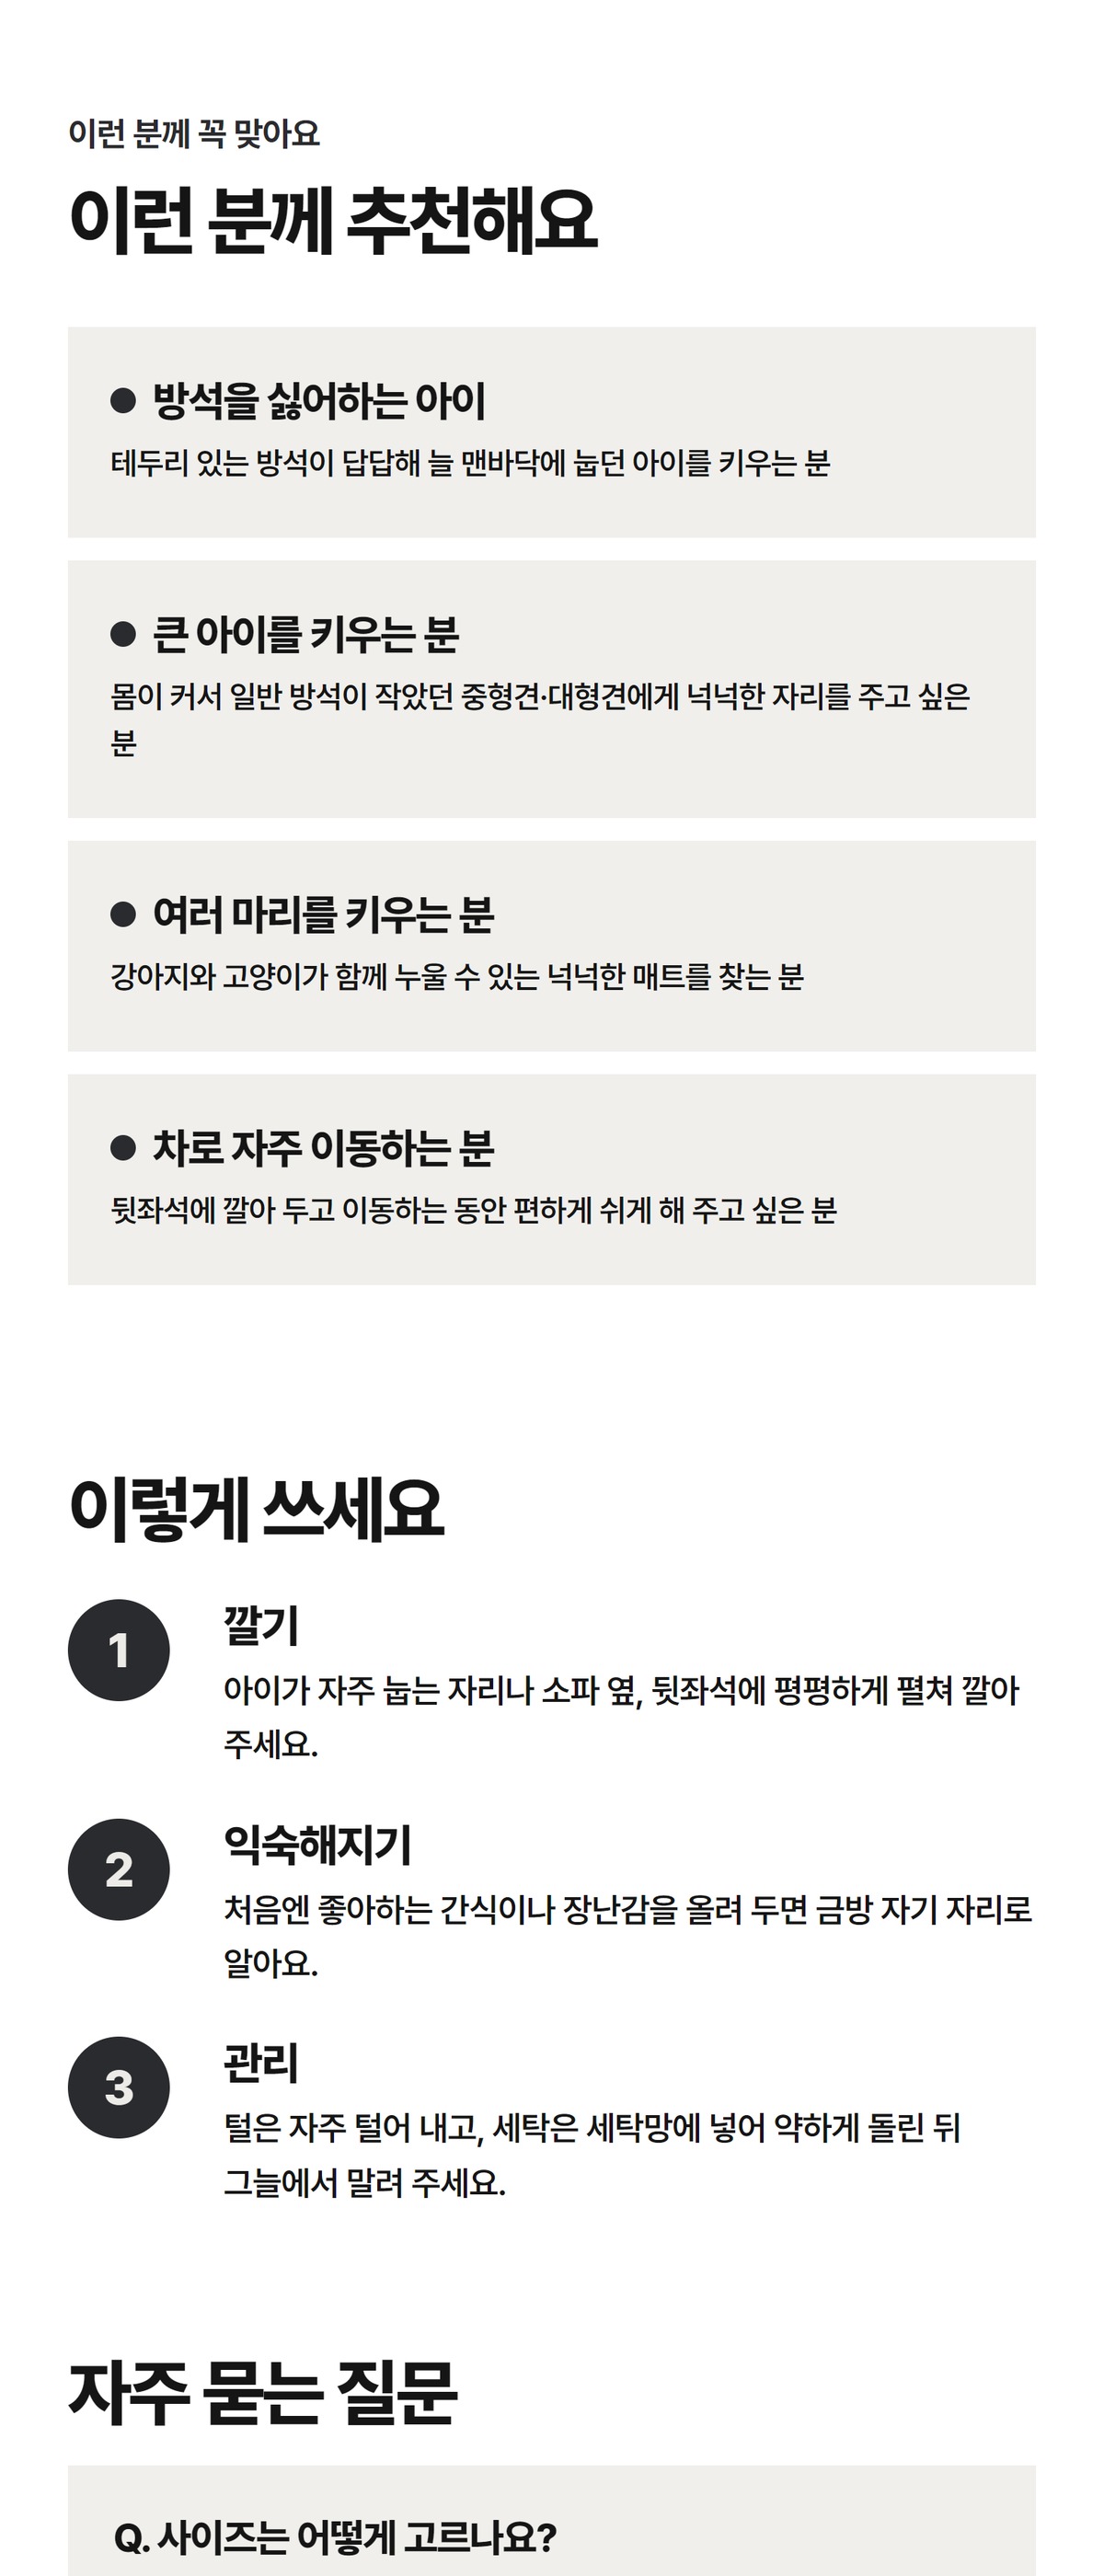 이런 분께 꼭 맞아요
이런 분께 추천해요
방석을 싫어하는 아이
테두리 있는 방석이 답답해 늘 맨바닥에 눕던 아이를 키우는 분
큰 아이를 키우는 분
몸이 커서 일반 방석이 작았던 중형견·대형견에게 넉넉한 자리를 주고 싶은
분
여러 마리를 키우는 분
강아지와 고양이가 함께 누울 수 있는 넉넉한 매트를 찾는 분
차로 자주 이동하는 분
뒷좌석에 깔아 두고 이동하는 동안 편하게 쉬게 해 주고 싶은 분
이렇게 쓰세요
1
깔기
아이가 자주 눕는 자리나 소파 옆, 뒷좌석에 평평하게 펼쳐 깔아
주세요.
2
익숙해지기
처음엔 좋아하는 간식이나 장난감을 올려 두면 금방 자기 자리로
알아요.
3
관리
털은 자주 털어 내고, 세탁은 세탁망에 넣어 약하게 돌린 뒤
그늘에서 말려 주세요.
자주 묻는 질문
Q. 사이즈는 어떻게 고르나요?